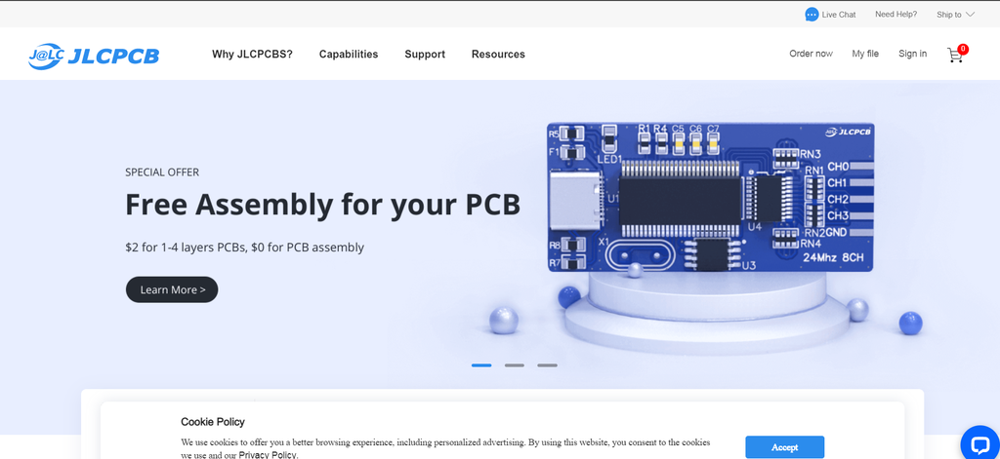 Live Chat
Need Help?
Ship to
J@LC JLCPCB
Why JLCPCBS?
Capabilities
Support
Resources
Order now
My file
Sign in
0
SPECIAL OFFER
Free Assembly for your PCB
$2 for 1-4 layers PCBs, $0 for PCB assembly
Learn More >
JLCPCB
R5
F1
LED1
R1 R4 C5 C6 C7
RN3
RN1
CH0
CH1
CH2
CH3
GND
U1
U4
X1
R8
R7
U3
RN2
RN4
24Mhz 8CH
Cookie Policy
We use cookies to offer you a better browsing experience, including personalized advertising. By using this website, you consent to the cookies
we use and our Privacy Policy.
Accept